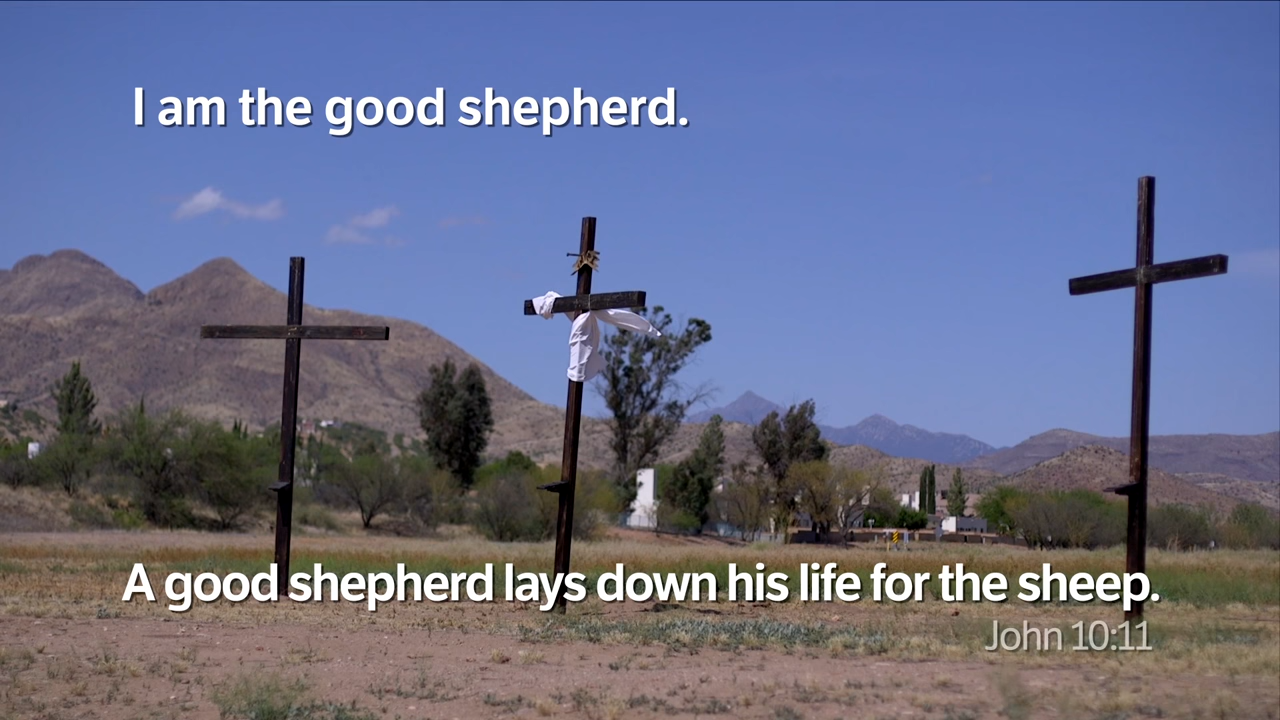 I am the good shepherd.
A good shepherd lays down his life for the sheep.
John 10:11